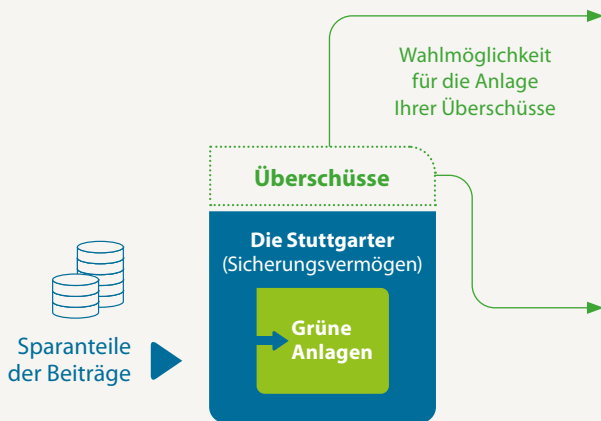 Wahlmöglichkeit
für die Anlage
Ihrer Überschüsse
Überschüsse
Die Stuttgarter
(Sicherungsvermögen)
Grüne
Anlagen
Sparanteile
der Beiträge